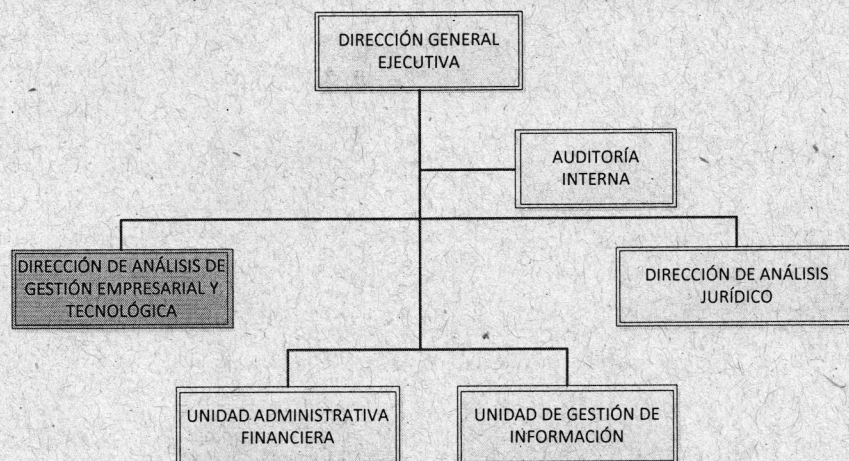 DIRECCIÓN GENERAL
EJECUTIVA
AUDITORÍA
INTERNA
DIRECCIÓN DE ANÁLISIS DE
GESTIÓN EMPRESARIAL Y
TECNOLÓGICA
DIRECCIÓN DE ANÁLISIS
JURÍDICO
UNIDAD ADMINISTRATIVA
FINANCIERA
UNIDAD DE GESTIÓN DE
INFORMACIÓN